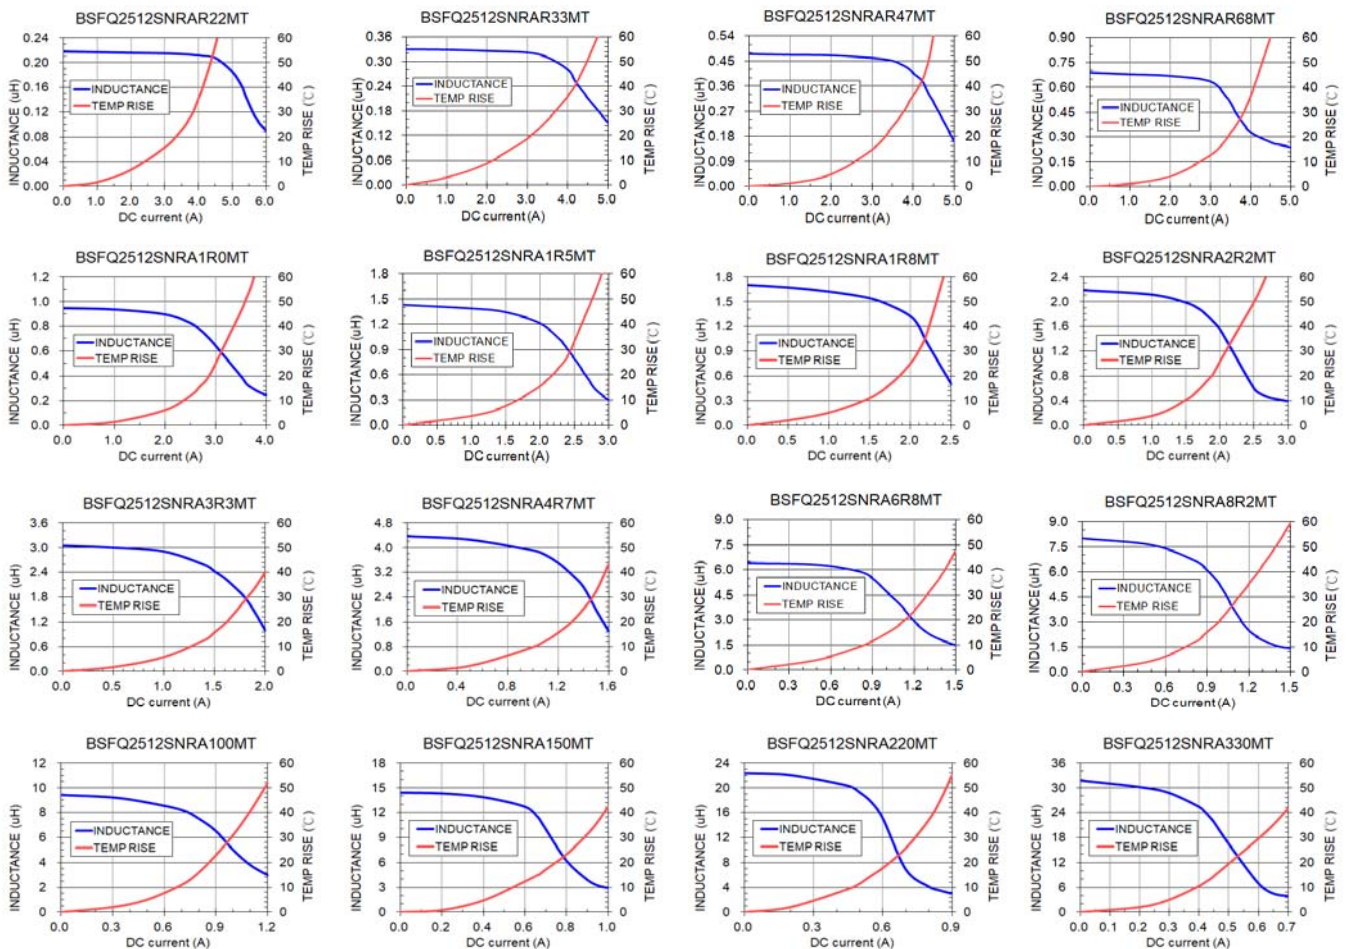 BSFQ2512SNRAR22MT
INDUCTANCE (uH)
0.24
0.20
0.16
0.12
0.08
0.04
0.00
INDUCTANCE
TEMP RISE
60
50
40
30
20
10
0
TEMP RISE (℃)
0.0 1.0 2.0 3.0 4.0 5.0 6.0
DC current (A)
BSFQ2512SNRAR33MT
INDUCTANCE (uH)
0.36
0.30
0.24
0.18
0.12
0.06
0.00
INDUCTANCE
TEMP RISE
60
50
40
30
20
10
0
TEMP RISE (℃)
0.0 1.0 2.0 3.0 4.0 5.0
DC current (A)
BSFQ2512SNRAR47MT
INDUCTANCE (uH)
0.54
0.45
0.36
0.27
0.18
0.09
0.00
INDUCTANCE
TEMP RISE
60
50
40
30
20
10
0
TEMP RISE (℃)
0.0 1.0 2.0 3.0 4.0 5.0
DC current (A)
BSFQ2512SNRAR68MT
INDUCTANCE (uH)
0.90
0.75
0.60
0.45
0.30
0.15
0.00
INDUCTANCE
TEMP RISE
60
50
40
30
20
10
0
TEMP RISE (℃)
0.0 1.0 2.0 3.0 4.0 5.0
DC current (A)
BSFQ2512SNRA1R0MT
INDUCTANCE (uH)
1.2
1.0
0.8
0.6
0.4
0.2
0.0
INDUCTANCE
TEMP RISE
60
50
40
30
20
10
0
TEMP RISE (℃)
0.0 1.0 2.0 3.0 4.0
DC current (A)
BSFQ2512SNRA1R5MT
INDUCTANCE (uH)
1.8
1.5
1.2
0.9
0.6
0.3
0.0
INDUCTANCE
TEMP RISE
60
50
40
30
20
10
0
TEMP RISE (℃)
0.0 0.5 1.0 1.5 2.0 2.5 3.0
DC current (A)
BSFQ2512SNRA1R8MT
INDUCTANCE (uH)
1.8
1.5
1.2
0.9
0.6
0.3
0.0
INDUCTANCE
TEMP RISE
60
50
40
30
20
10
0
TEMP RISE (℃)
0.0 0.5 1.0 1.5 2.0 2.5
DC current (A)
BSFQ2512SNRA2R2MT
INDUCTANCE (uH)
2.4
2.0
1.6
1.2
0.8
0.4
0.0
INDUCTANCE
TEMP RISE
60
50
40
30
20
10
0
TEMP RISE (℃)
0.0 0.5 1.0 1.5 2.0 2.5 3.0
DC current (A)
BSFQ2512SNRA3R3MT
INDUCTANCE (uH)
3.6
3.0
2.4
1.8
1.2
0.6
0.0
INDUCTANCE
TEMP RISE
60
50
40
30
20
10
0
TEMP RISE (℃)
0.0 0.5 1.0 1.5 2.0
DC current (A)
BSFQ2512SNRA4R7MT
INDUCTANCE (uH)
4.8
4.0
3.2
2.4
1.6
0.8
0.0
INDUCTANCE
TEMP RISE
60
50
40
30
20
10
0
TEMP RISE (℃)
0.0 0.4 0.8 1.2 1.6
DC current (A)
BSFQ2512SNRA6R8MT
INDUCTANCE (uH)
9.0
7.5
6.0
4.5
3.0
1.5
0.0
INDUCTANCE
TEMP RISE
60
50
40
30
20
10
0
TEMP RISE (℃)
0.0 0.3 0.6 0.9 1.2 1.5
DC current (A)
BSFQ2512SNRA8R2MT
INDUCTANCE (uH)
9.0
7.5
6.0
4.5
3.0
1.5
0.0
INDUCTANCE
TEMP RISE
60
50
40
30
20
10
0
TEMP RISE (℃)
0.0 0.3 0.6 0.9 1.2 1.5
DC current (A)
BSFQ2512SNRA100MT
INDUCTANCE (uH)
12
10
8
6
4
2
0
INDUCTANCE
TEMP RISE
60
50
40
30
20
10
0
TEMP RISE (℃)
0.0 0.3 0.6 0.9 1.2
DC current (A)
BSFQ2512SNRA150MT
INDUCTANCE (uH)
18
15
12
9
6
3
0
INDUCTANCE
TEMP RISE
60
50
40
30
20
10
0
TEMP RISE (℃)
0.0 0.2 0.4 0.6 0.8 1.0
DC current (A)
BSFQ2512SNRA220MT
INDUCTANCE (uH)
24
20
16
12
8
4
0
INDUCTANCE
TEMP RISE
60
50
40
30
20
10
0
TEMP RISE (℃)
0.0 0.3 0.6 0.9
DC current (A)
BSFQ2512SNRA330MT
INDUCTANCE (uH)
36
30
24
18
12
6
0
INDUCTANCE
TEMP RISE
60
50
40
30
20
10
0
TEMP RISE (℃)
0.0 0.1 0.2 0.3 0.4 0.5 0.6 0.7
DC current (A)